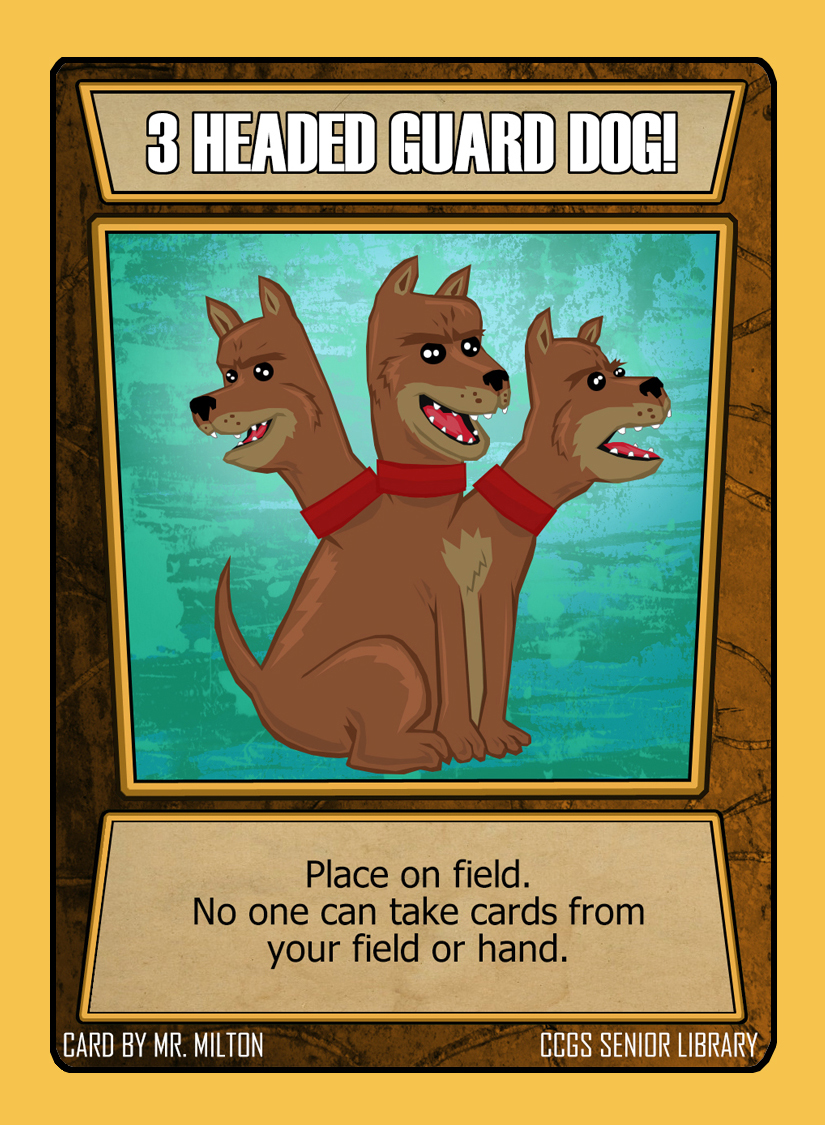 3 HEADED GUARD DOG!
Place on field.
No one can take cards from
your field or hand.
CARD BY MR. MILTON
CCGS SENIOR LIBRARY